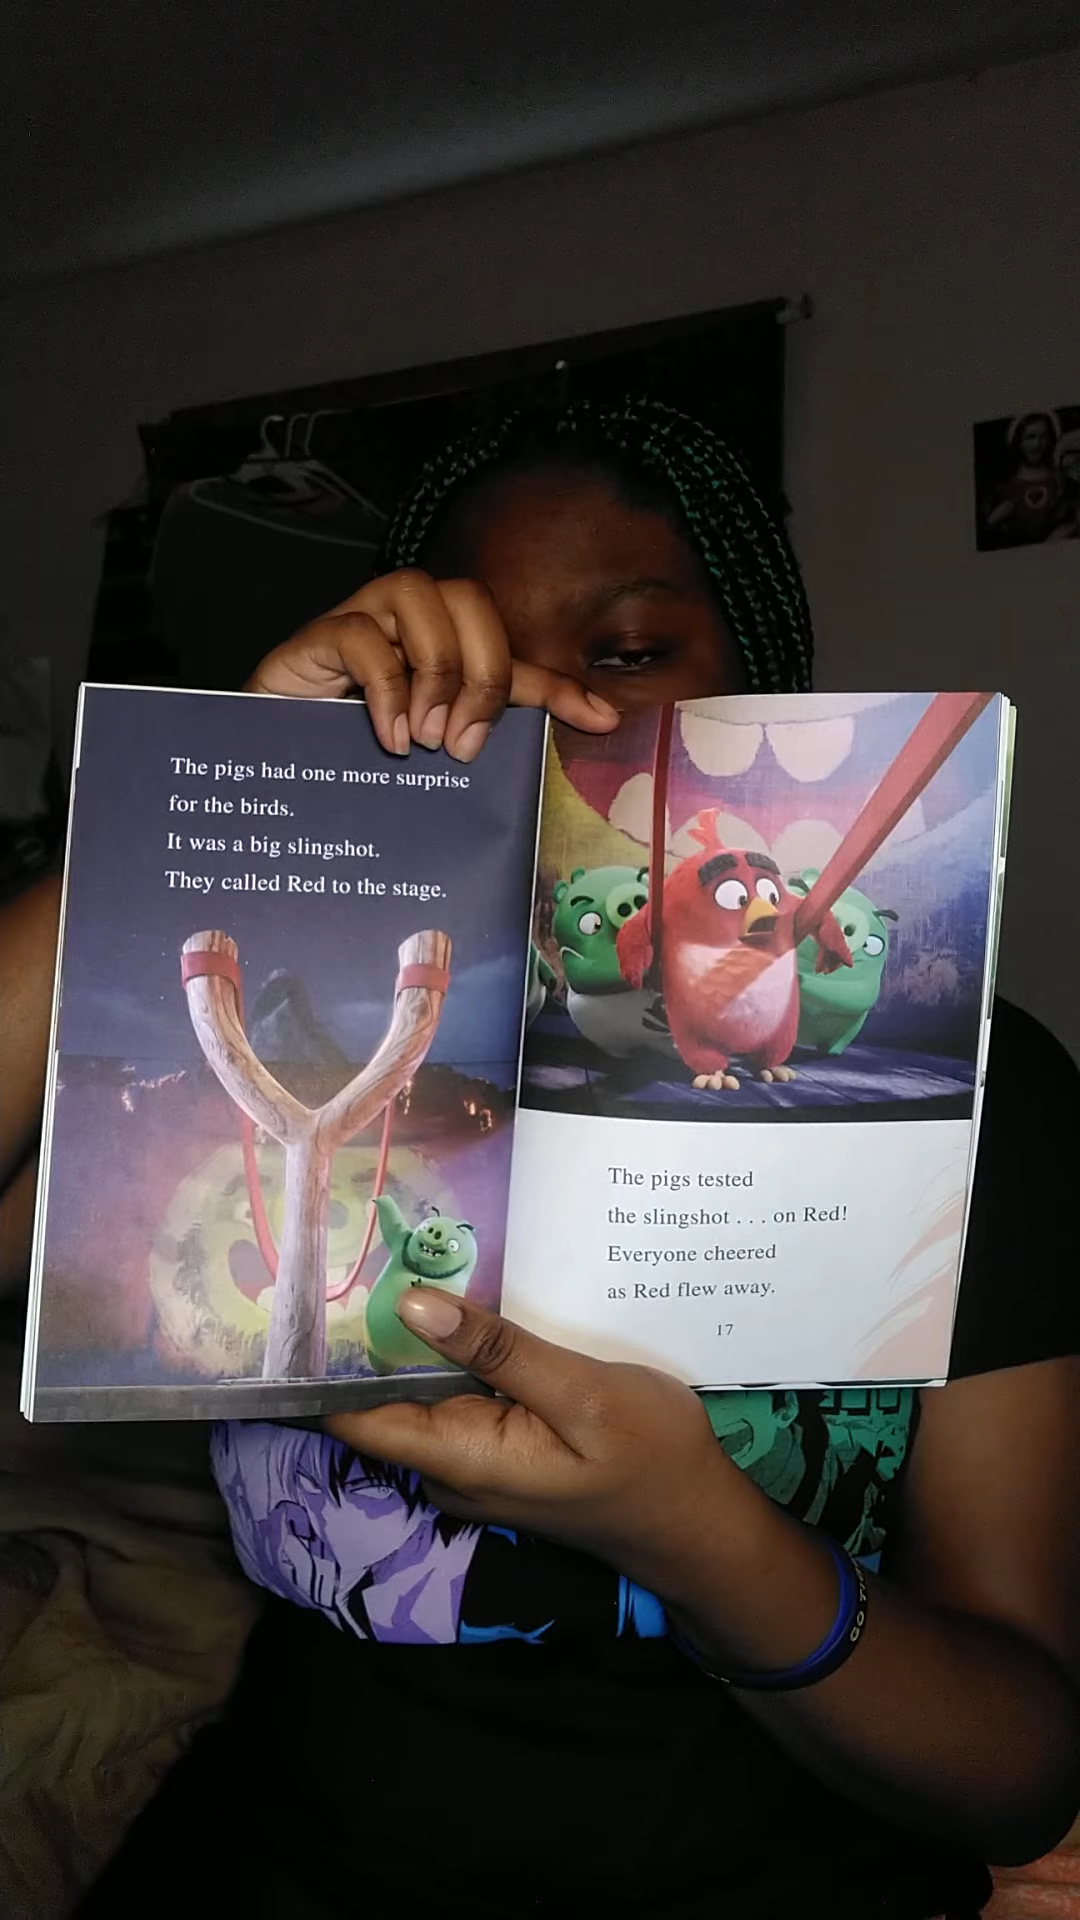 The pigs had one more surprise
for the birds.
It was a big slingshot.
They called Red to the stage.
The pigs tested
the slingshot . . . on Red!
Everyone cheered
as Red flew away.
17
GO